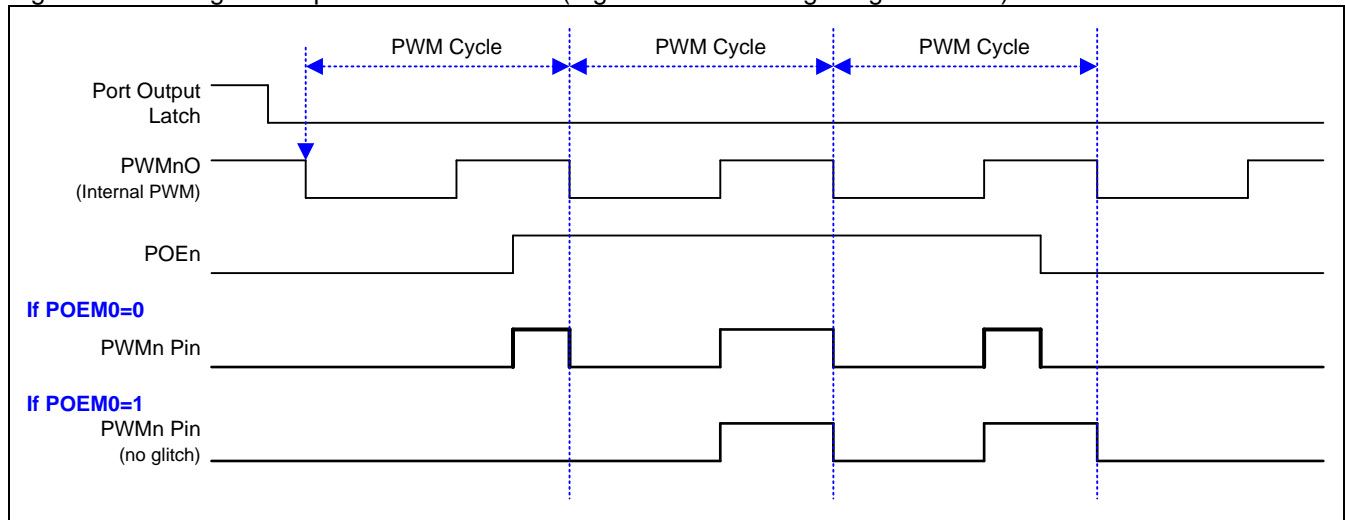 PWM Cycle
PWM Cycle
PWM Cycle
Port Output
Latch
PWMnO
(Internal PWM)
POEn
If POEM0=0
PWMn Pin
If POEM0=1
PWMn Pin
(no glitch)